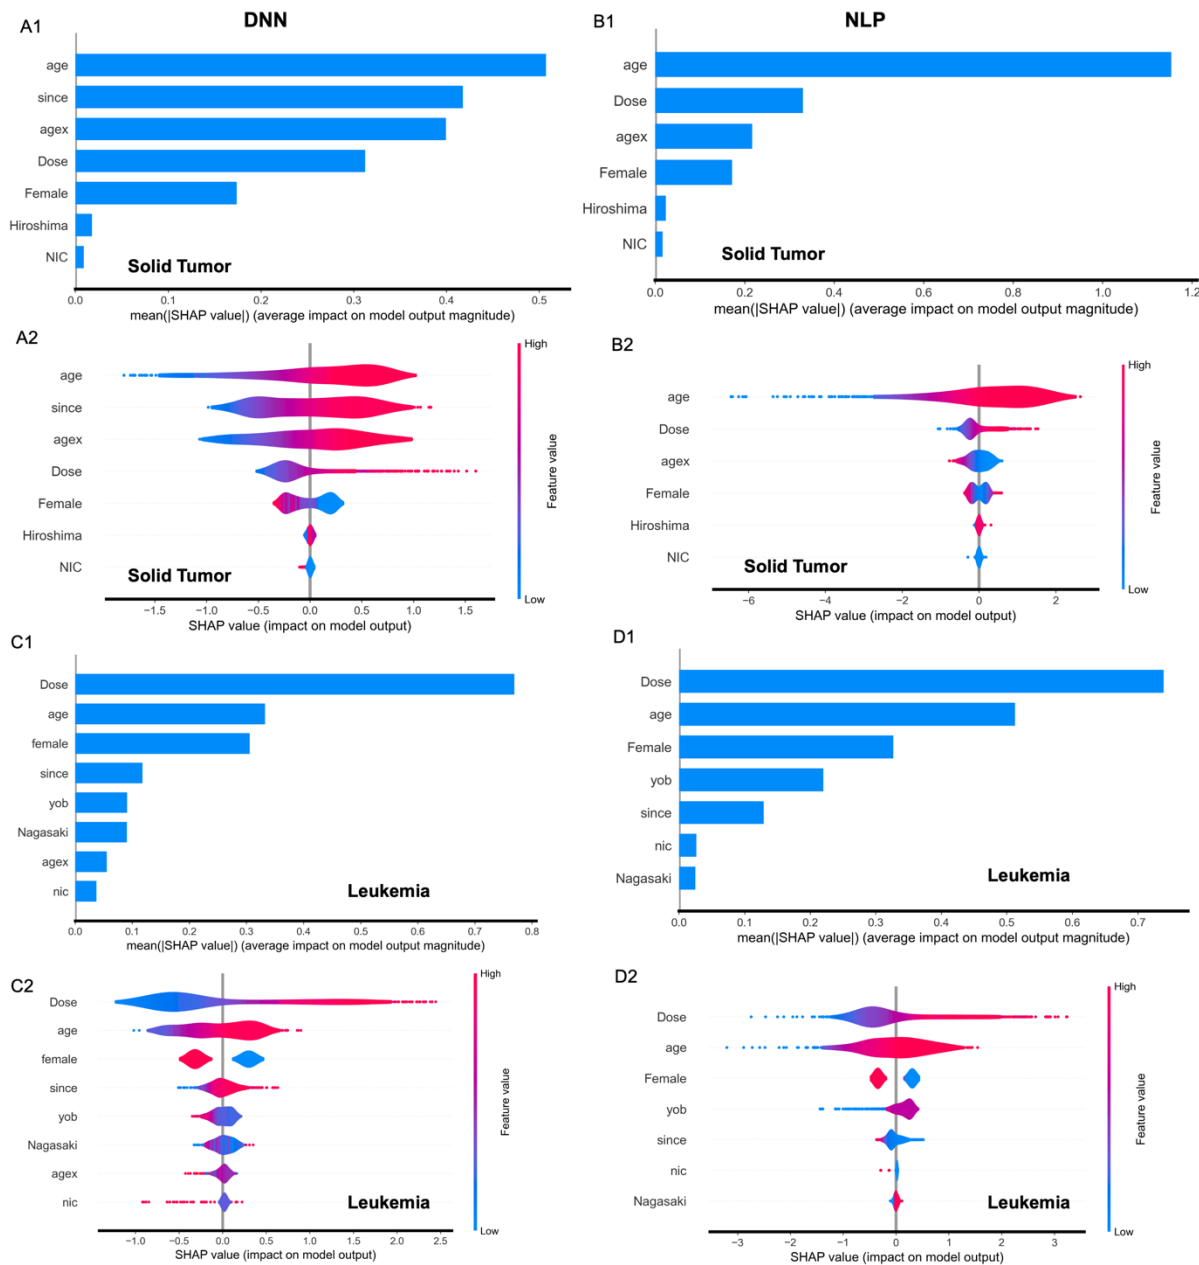 DNN
NLP
A1
age
since
agex
Dose
Female
Hiroshima
NIC
Solid Tumor
0.0 0.1 0.2 0.3 0.4 0.5
mean(|SHAP value|) (average impact on model output magnitude)
B1
age
Dose
agex
Female
Hiroshima
NIC
Solid Tumor
0.0 0.2 0.4 0.6 0.8 1.0 1.2
mean(|SHAP value|) (average impact on model output magnitude)
A2
High
age
since
agex
Dose
Female
Hiroshima
NIC
Solid Tumor
Feature value
Low
−1.5 −1.0 −0.5 0.0 0.5 1.0 1.5
SHAP value (impact on model output)
B2
High
age
Dose
agex
Female
Hiroshima
NIC
Solid Tumor
Feature value
Low
−6 −4 −2 0 2
SHAP value (impact on model output)
C1
Dose
age
female
since
yob
Nagasaki
agex
nic
Leukemia
0.0 0.1 0.2 0.3 0.4 0.5 0.6 0.7 0.8
mean(|SHAP value|) (average impact on model output magnitude)
D1
Dose
age
Female
yob
since
nic
Nagasaki
Leukemia
0.0 0.1 0.2 0.3 0.4 0.5 0.6 0.7
mean(|SHAP value|) (average impact on model output magnitude)
C2
High
Dose
age
female
since
yob
Nagasaki
agex
nic
Leukemia
Feature value
Low
−1.0 −0.5 0.0 0.5 1.0 1.5 2.0 2.5
SHAP value (impact on model output)
D2
High
Dose
age
Female
yob
since
nic
Nagasaki
Leukemia
Feature value
Low
−3 −2 −1 0 1 2 3
SHAP value (impact on model output)